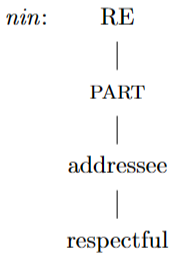 nin: RE
PART
addressee
respectful